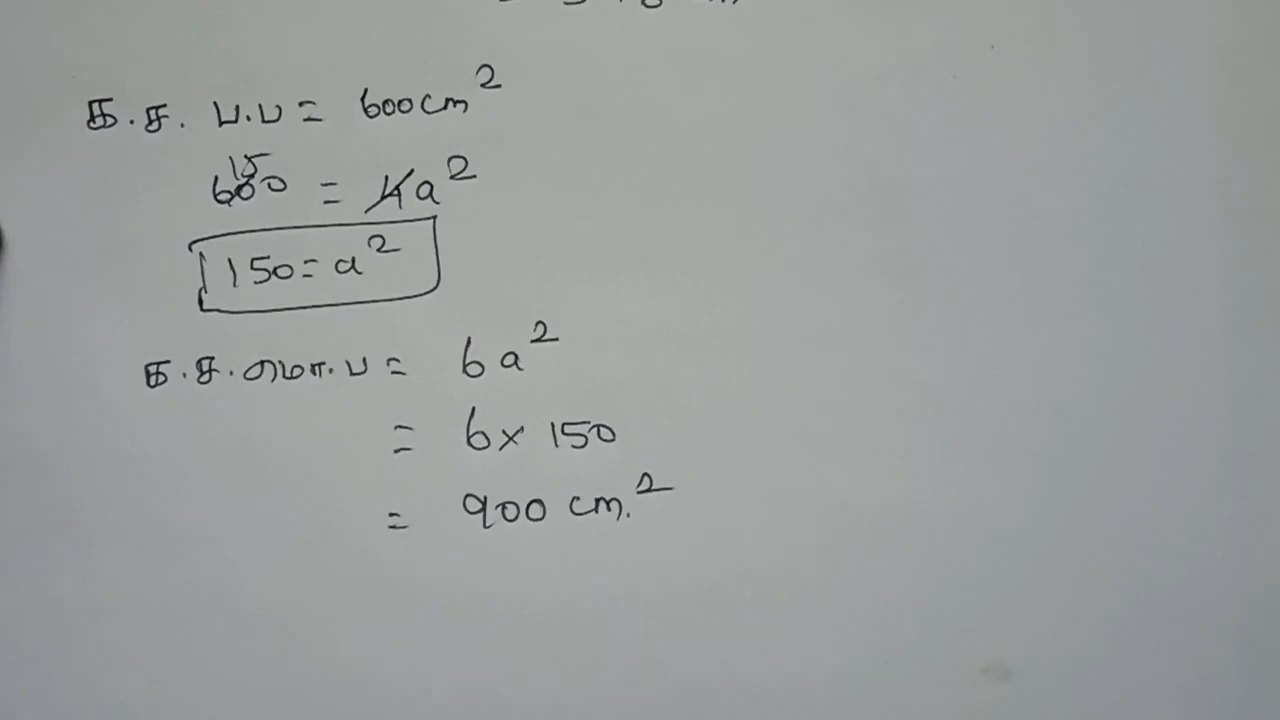 க.ச. ப.ப = 600cm²
600 = 4a²
15
150 = a²
க.ச.மொ.ப = 6a²
= 6 × 150
= 900 cm.²